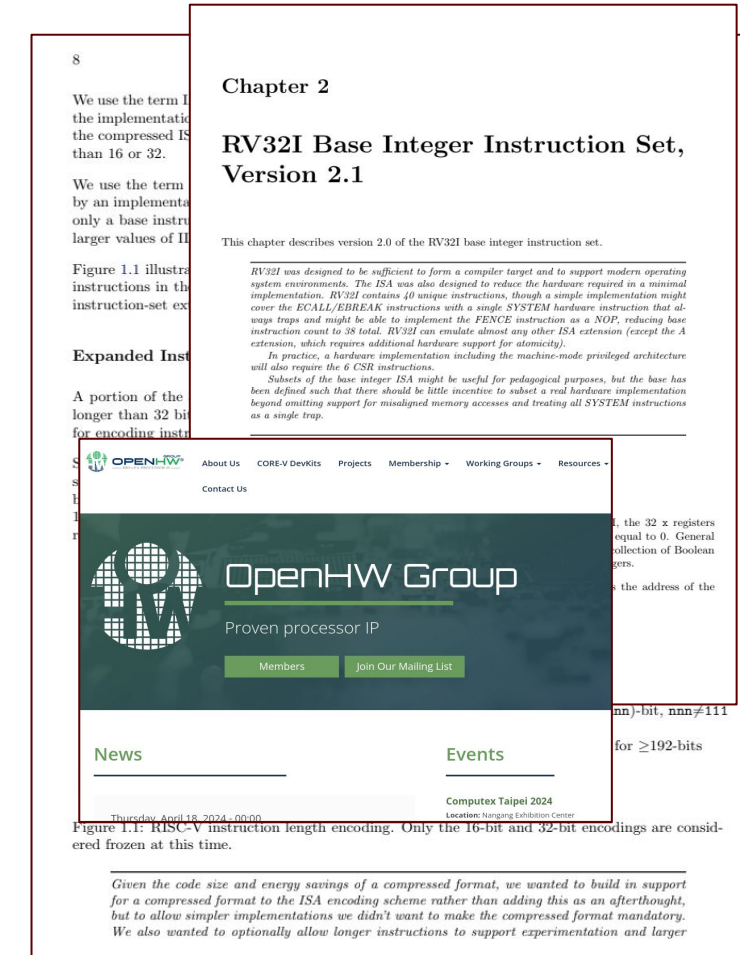 8
We use the term I
the implementatio
the compressed IS
than 16 or 32.
We use the term
by an implementa
only a base instru
larger values of II
Figure 1.1 illustra
instructions in the
instruction-set ext
Expanded Inst
A portion of the
longer than 32 bit
for encoding instr
Chapter 2
RV32I Base Integer Instruction Set,
Version 2.1
This chapter describes version 2.0 of the RV32I base integer instruction set.
RV32I was designed to be sufficient to form a compiler target and to support modern operating
system environments. The ISA was also designed to reduce the hardware required in a minimal
implementation. RV32I contains 40 unique instructions, though a simple implementation might
cover the ECALL/EBREAK instructions with a single SYSTEM hardware instruction that al-
ways traps and might be able to implement the FENCE instruction as a NOP, reducing base
instruction count to 38 total. RV32I can emulate almost any other ISA extension (except the A
extension, which requires additional hardware support for atomicity).
In practice, a hardware implementation including the machine-mode privileged architecture
will also require the 6 CSR instructions.
Subsets of the base integer ISA might be useful for pedagogical purposes, but the base has
been defined such that there should be little incentive to subset a real hardware implementation
beyond omitting support for misaligned memory accesses and treating all SYSTEM instructions
as a single trap.
I, the 32 x registers
equal to 0. General
collection of Boolean
gers.
s the address of the
OPENHW GROUP
About Us CORE-V DevKits Projects Membership Working Groups Resources
Contact Us
OpenHW Group
Proven processor IP
Members Join Our Mailing List
News
Events
Computex Taipei 2024
Location: Nangang Exhibition Center
Thursday, April 18, 2024 - 00:00
nn)-bit, nnn≠111
for ≥192-bits
Figure 1.1: RISC-V instruction length encoding. Only the 16-bit and 32-bit encodings are consid-
ered frozen at this time.
Given the code size and energy savings of a compressed format, we wanted to build in support
for a compressed format to the ISA encoding scheme rather than adding this as an afterthought,
but to allow simpler implementations we didn't want to make the compressed format mandatory.
We also wanted to optionally allow longer instructions to support experimentation and larger